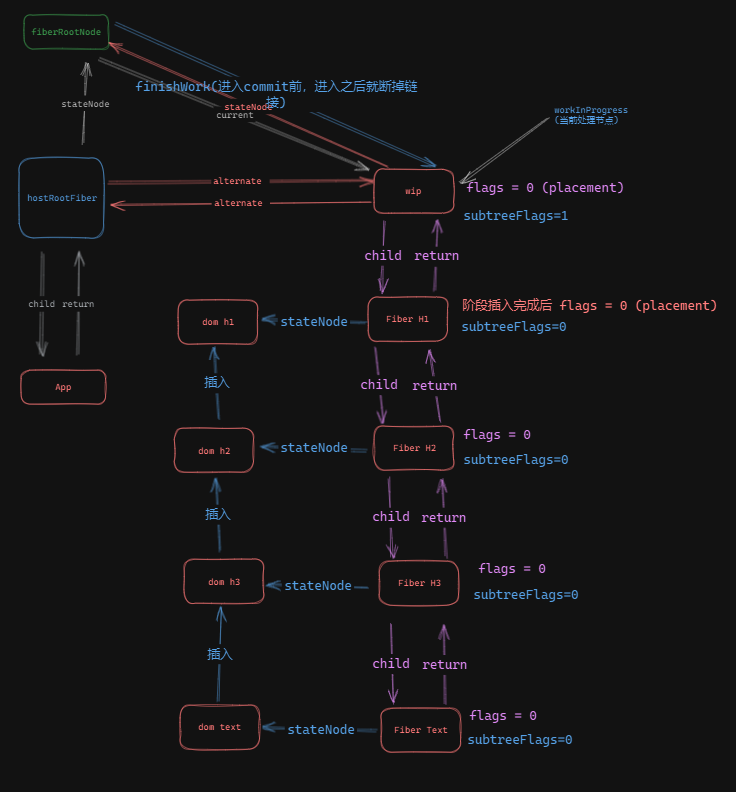 fiberRootNode
finishWork(进入commit前，进入之后就断掉链
接)
stateNode
stateNode
current
workInProgress
(当前处理节点)
hostRootFiber
alternate
alternate
wip
flags = 0 (placement)
subtreeFlags=1
child
return
child
return
dom h1
stateNode
Fiber H1
阶段插入完成后 flags = 0 (placement)
subtreeFlags=0
App
插入
child
return
dom h2
stateNode
Fiber H2
flags = 0
subtreeFlags=0
插入
child
return
dom h3
stateNode
Fiber H3
flags = 0
subtreeFlags=0
插入
child
return
dom text
stateNode
Fiber Text
flags = 0
subtreeFlags=0